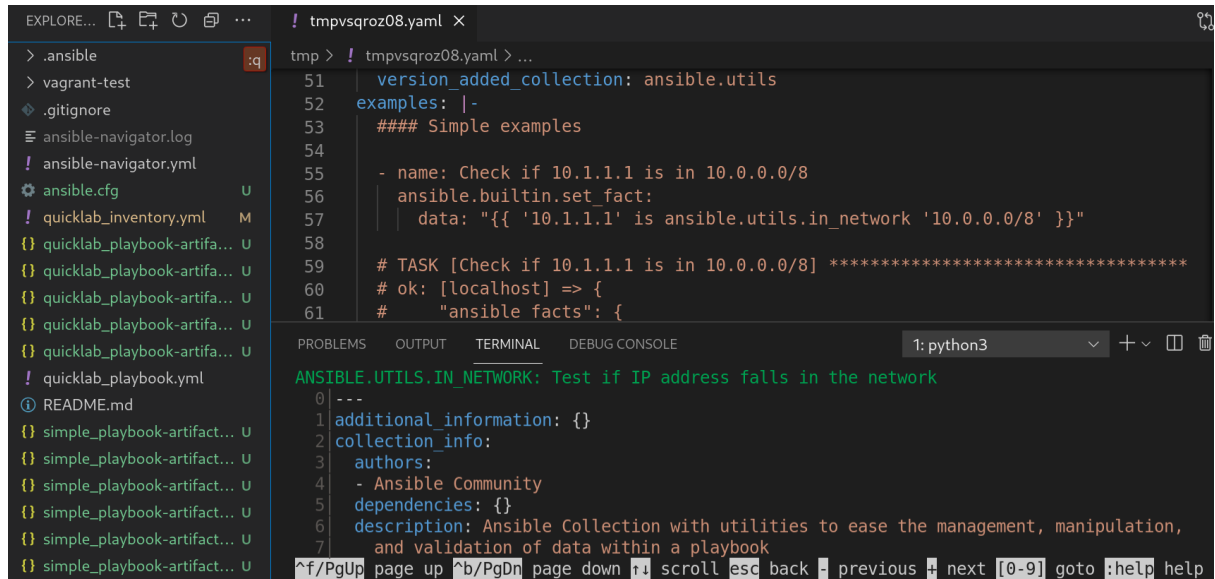 EXPLORE... ...
> .ansible
:q
> vagrant-test
.gitignore
ansible-navigator.log
! ansible-navigator.yml
ansible.cfg U
! quicklab_inventory.yml M
{} quicklab_playbook-artifa... U
{} quicklab_playbook-artifa... U
{} quicklab_playbook-artifa... U
{} quicklab_playbook-artifa... U
{} quicklab_playbook-artifa... U
! quicklab_playbook.yml
README.md
{} simple_playbook-artifact... U
{} simple_playbook-artifact... U
{} simple_playbook-artifact... U
{} simple_playbook-artifact... U
{} simple_playbook-artifact... U
{} simple_playbook-artifact... U
! tmpvsqroz08.yaml ×
tmp > ! tmpvsqroz08.yaml > ...
51 version_added_collection: ansible.utils
52 examples: |-
53 #### Simple examples
54
55 - name: Check if 10.1.1.1 is in 10.0.0.0/8
56 ansible.builtin.set_fact:
57 data: "{{ '10.1.1.1' is ansible.utils.in_network '10.0.0.0/8' }}"
58
59 # TASK [Check if 10.1.1.1 is in 10.0.0.0/8] ***********************************
60 # ok: [localhost] => {
61 # "ansible_facts": {
PROBLEMS OUTPUT TERMINAL DEBUG CONSOLE 1: python3
ANSIBLE.UTILS.IN_NETWORK: Test if IP address falls in the network
0|---
1|additional_information: {}
2|collection_info:
3| authors:
4| - Ansible Community
5| dependencies: {}
6| description: Ansible Collection with utilities to ease the management, manipulation,
7| and validation of data within a playbook
^f/PgUp page up ^b/PgDn page down ↑↓ scroll esc back - previous + next [0-9] goto :help help